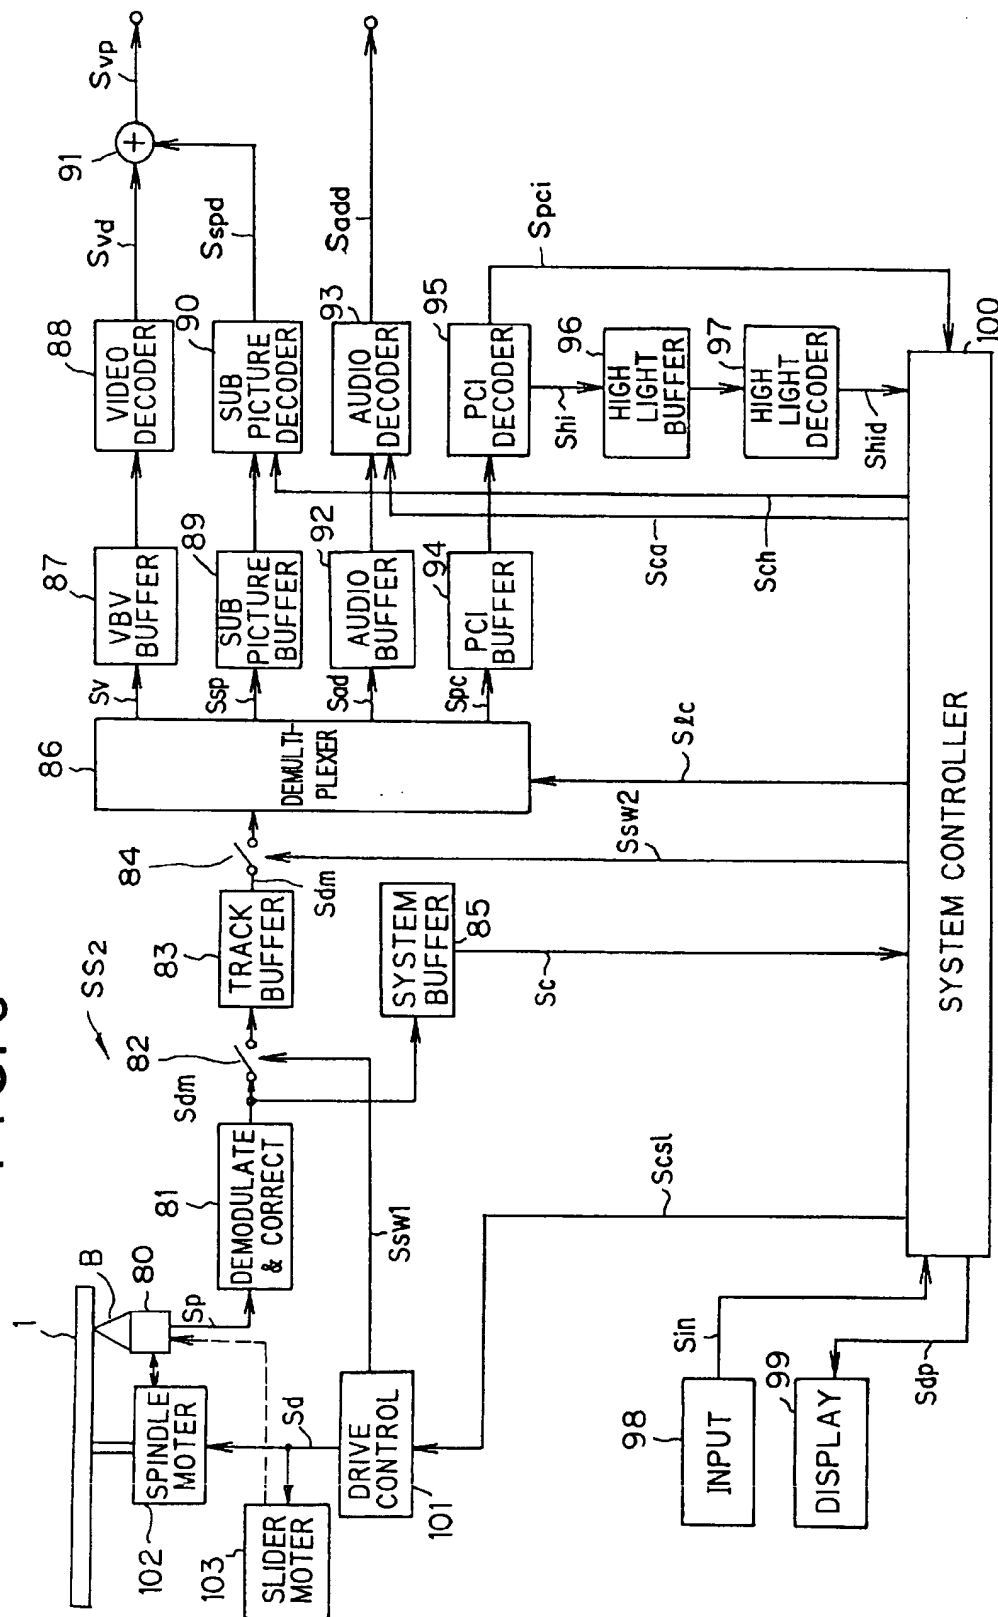 1
B
80
Sp
SPINDLE
MOTER
102
SLIDER
MOTER
103
Sd
DRIVE
CONTROL
101
SS2
DEMODULATE
& CORRECT
81
Sdm
82
Ssw1
TRACK
BUFFER
83
Sdm
84
SYSTEM
BUFFER
85
Sc
DEMULTI-
PLEXER
86
Sv
VBV
BUFFER
87
VIDEO
DECODER
88
Svd
91
+
Svp
Ssp
SUB
PICTURE
BUFFER
89
SUB
PICTURE
DECODER
90
Sspd
Sad
AUDIO
BUFFER
92
AUDIO
DECODER
93
Sadd
Spc
PCI
BUFFER
94
PCI
DECODER
95
Spci
Shi
HIGH
LIGHT
BUFFER
96
HIGH
LIGHT
DECODER
97
Shid
Sca
Sch
Slc
Ssw2
Scsl
INPUT
98
Sin
DISPLAY
99
Sdp
SYSTEM CONTROLLER
100